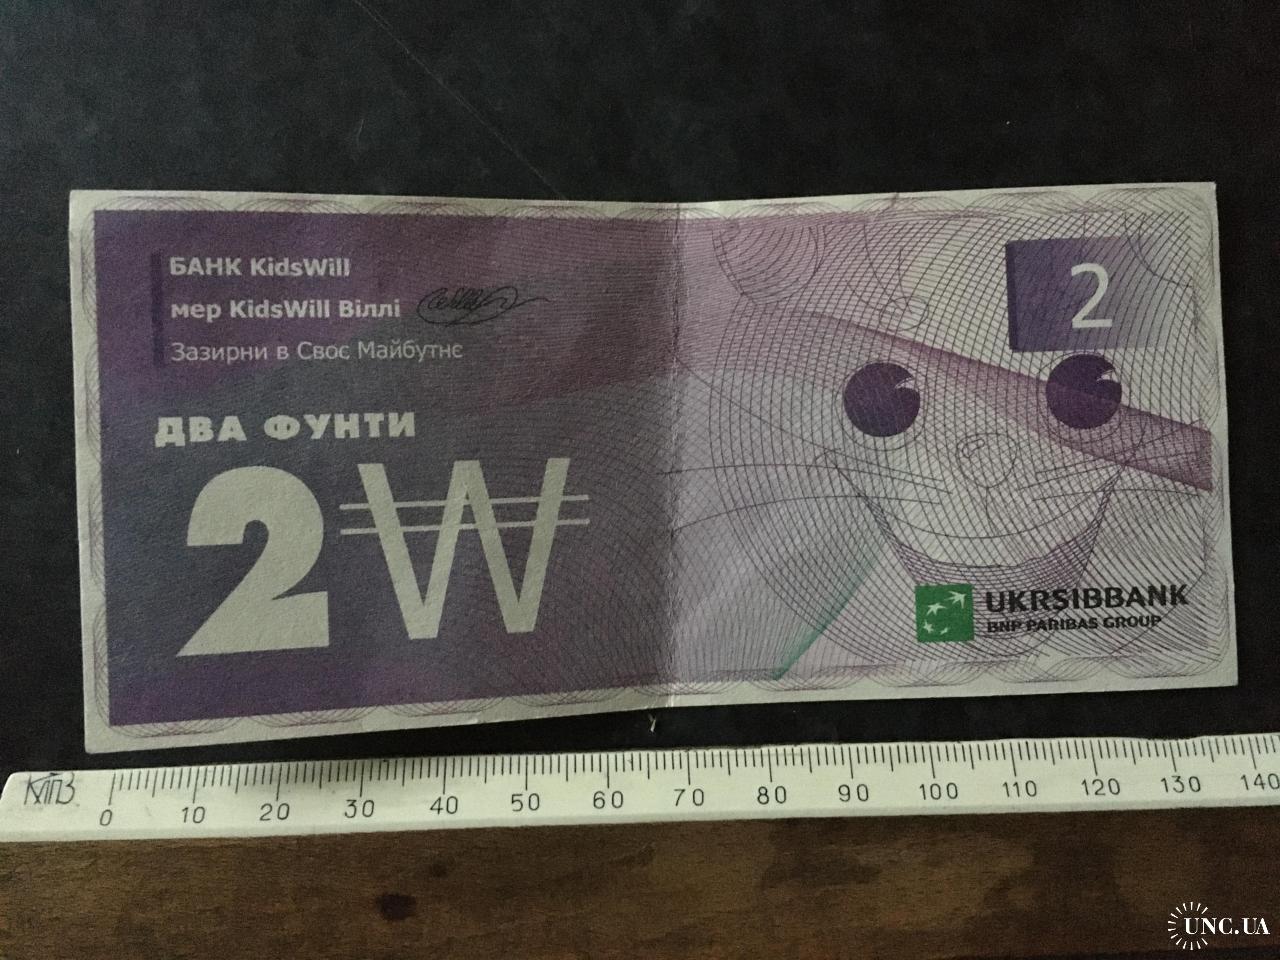 БАНК KidsWill
мер KidsWill Віллі
Зазирни в Своє Майбутнє
ДВА ФУНТИ
2 W
2
UKRSIBBANK
BNP PARIBAS GROUP
КПЗ
0 10 20 30 40 50 60 70 80 90 100 110 120 130 140
UNC.UA